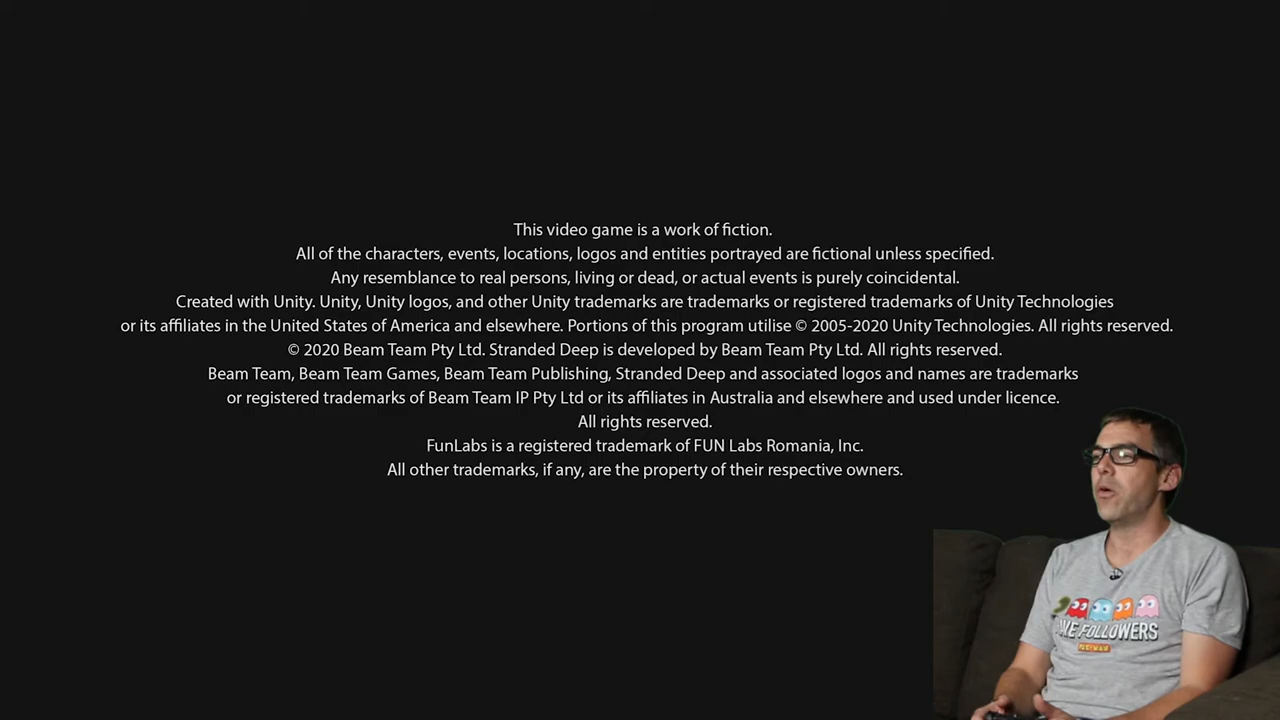 This video game is a work of fiction.
All of the characters, events, locations, logos and entities portrayed are fictional unless specified.
Any resemblance to real persons, living or dead, or actual events is purely coincidental.
Created with Unity. Unity, Unity logos, and other Unity trademarks are trademarks or registered trademarks of Unity Technologies
or its affiliates in the United States of America and elsewhere. Portions of this program utilise © 2005-2020 Unity Technologies. All rights reserved.
© 2020 Beam Team Pty Ltd. Stranded Deep is developed by Beam Team Pty Ltd. All rights reserved.
Beam Team, Beam Team Games, Beam Team Publishing, Stranded Deep and associated logos and names are trademarks
or registered trademarks of Beam Team IP Pty Ltd or its affiliates in Australia and elsewhere and used under licence.
All rights reserved.
FunLabs is a registered trademark of FUN Labs Romania, Inc.
All other trademarks, if any, are the property of their respective owners.
FOLLOWERS